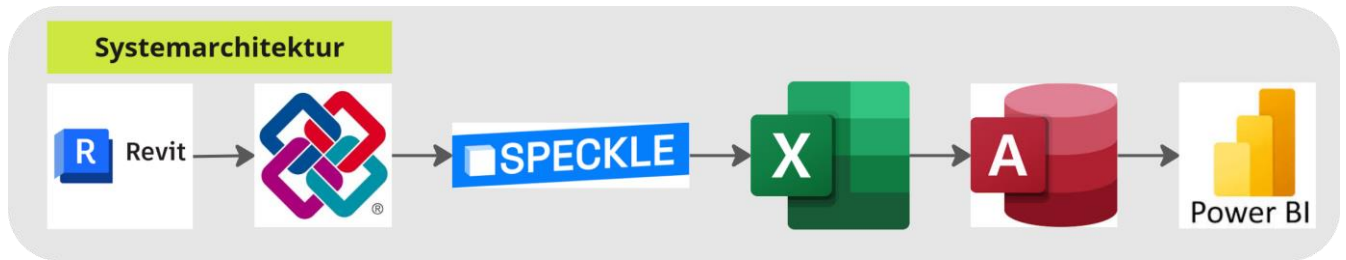 Systemarchitektur
R Revit
®
SPECKLE
X
A
Power BI